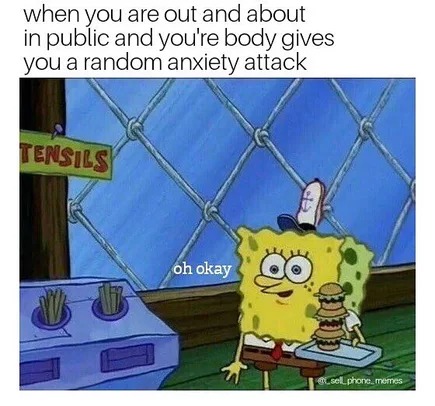 when you are out and about
in public and you're body gives
you a random anxiety attack
TENSILS
oh okay
@_sell_phone_memes